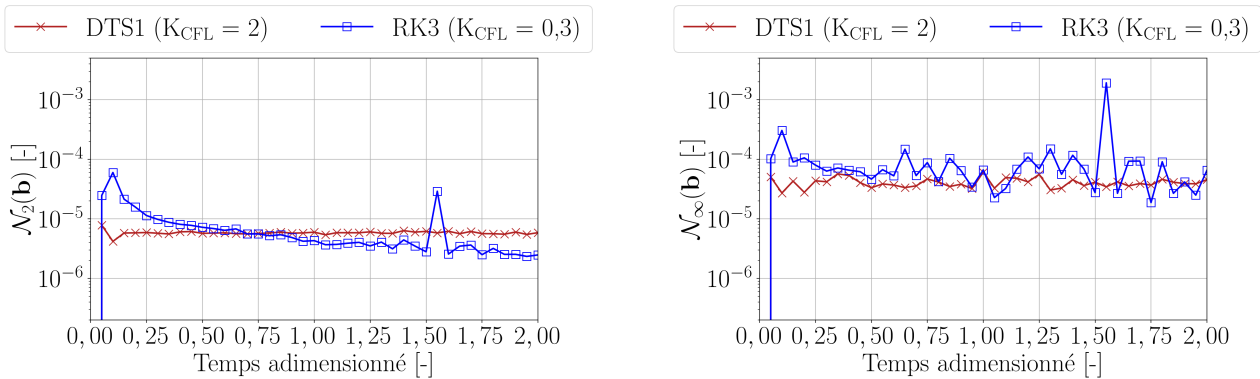 DTS1 (K_CFL = 2) RK3 (K_CFL = 0,3)
10⁻³
10⁻⁴
10⁻⁵
10⁻⁶
𝒩₂(𝐛) [-]
0,00 0,25 0,50 0,75 1,00 1,25 1,50 1,75 2,00
Temps adimensionné [-]
DTS1 (K_CFL = 2) RK3 (K_CFL = 0,3)
10⁻³
10⁻⁴
10⁻⁵
10⁻⁶
𝒩_∞(𝐛) [-]
0,00 0,25 0,50 0,75 1,00 1,25 1,50 1,75 2,00
Temps adimensionné [-]